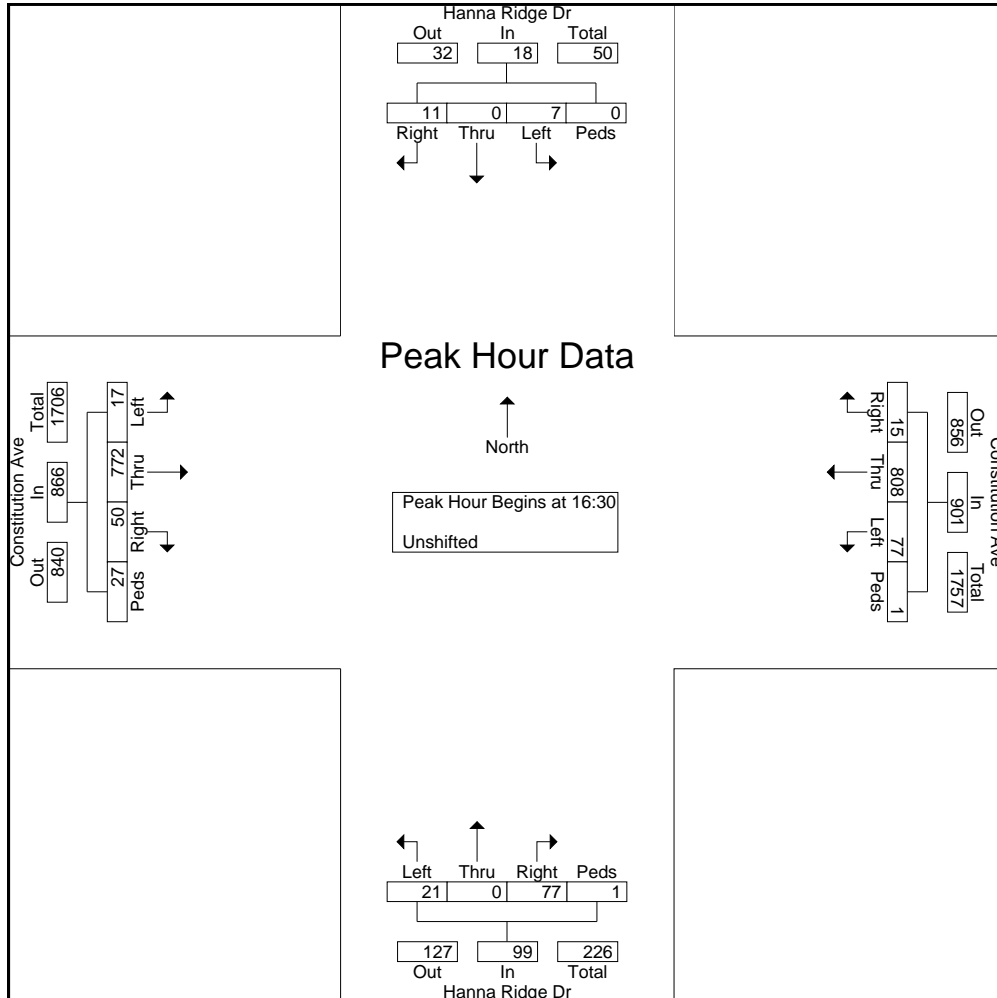 Hanna Ridge Dr
Out In Total
32 18 50
11 0 7 0
Right Thru Left Peds
Peak Hour Data
North
Peak Hour Begins at 16:30
Unshifted
Constitution Ave
Out In Total
840 866 1706
27 50 772 17
Peds Right Thru Left
Constitution Ave
Out In Total
856 901 1757
15 808 77 1
Right Thru Left Peds
Left Thru Right Peds
21 0 77 1
127 99 226
Out In Total
Hanna Ridge Dr